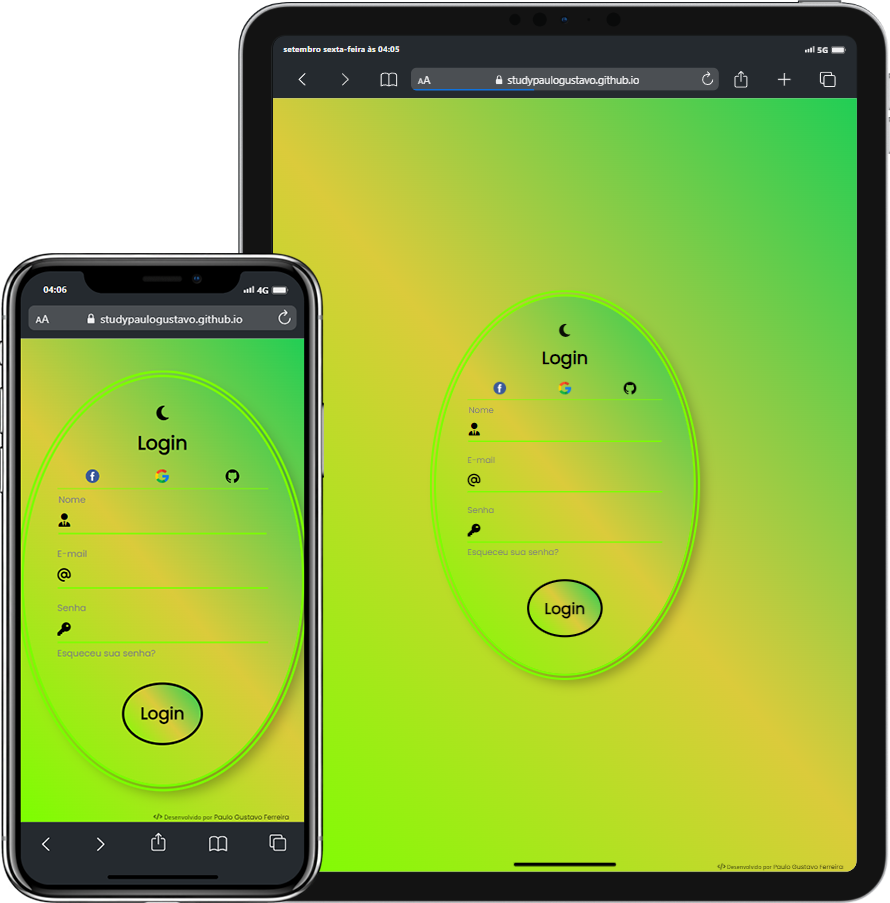 setembro sexta-feira às 04:05
5G
AA
studypaulogustavo.github.io
Login
Nome
E-mail
Senha
Esqueceu sua senha?
Login
</> Desenvolvido por Paulo Gustavo Ferreira
04:06
4G
AA
studypaulogustavo.github.io
Login
Nome
E-mail
Senha
Esqueceu sua senha?
Login
</> Desenvolvido por Paulo Gustavo Ferreira